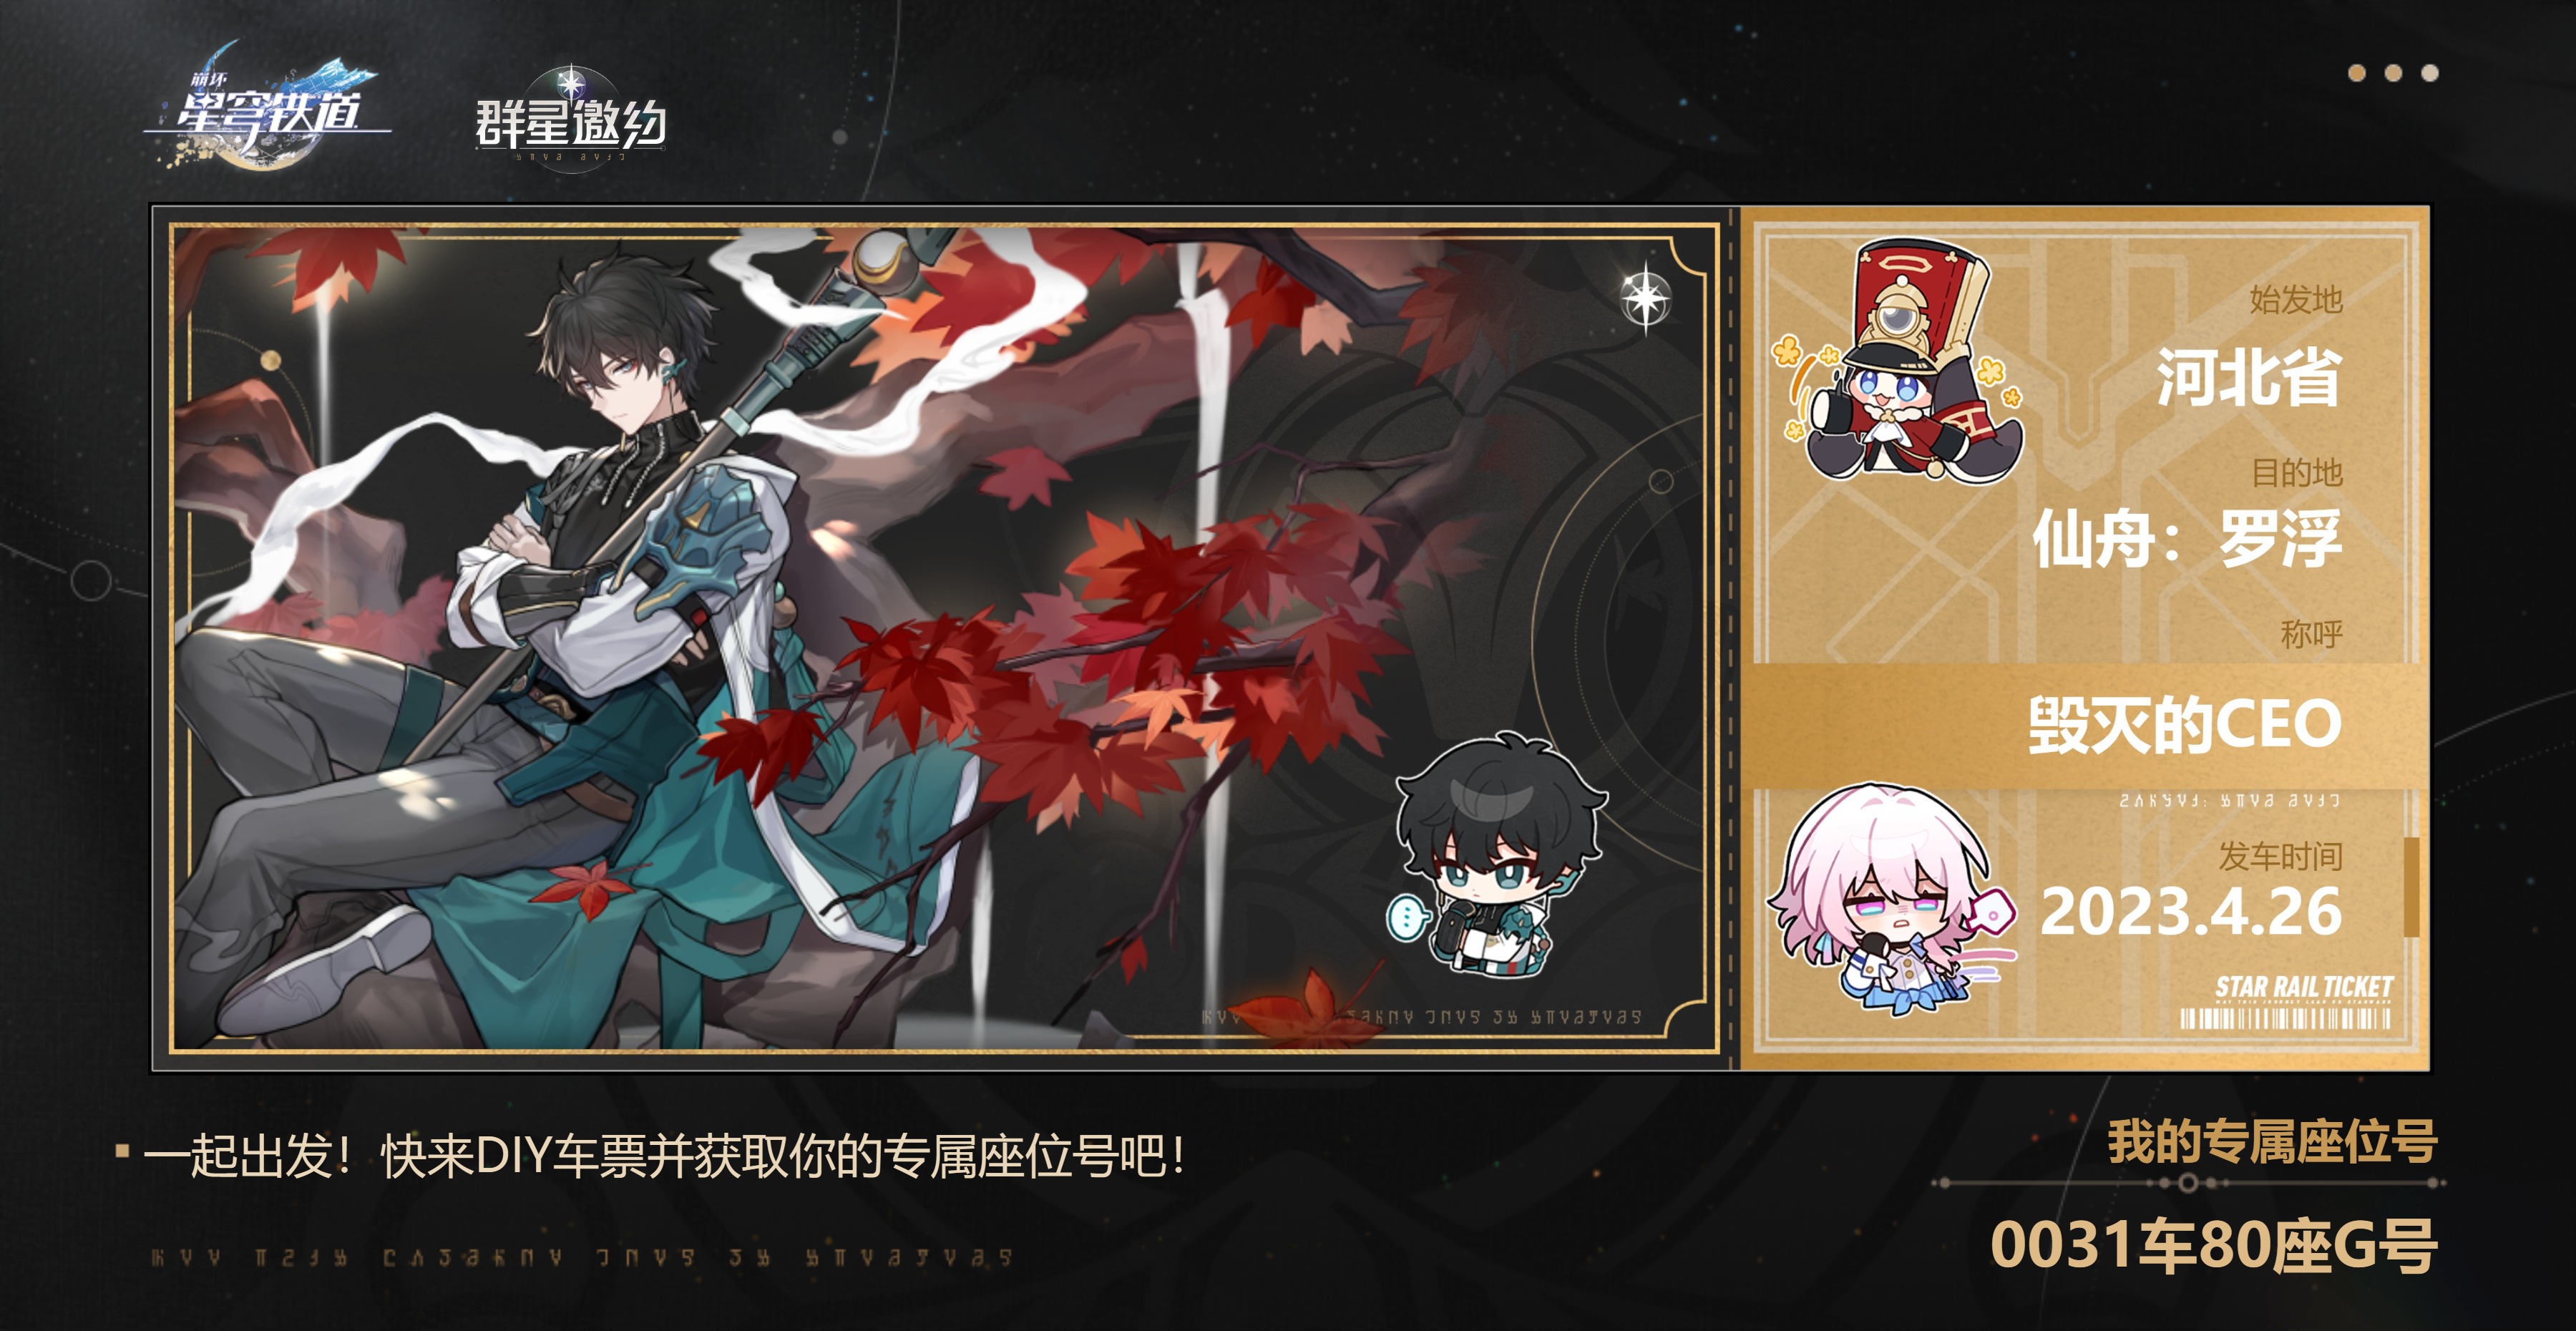 崩坏
星穹铁道
群星邀约
始发地
河北省
目的地
仙舟：罗浮
称呼
毁灭的CEO
发车时间
2023.4.26
STAR RAIL TICKET
一起出发！快来DIY车票并获取你的专属座位号吧！
我的专属座位号
0031车80座G号